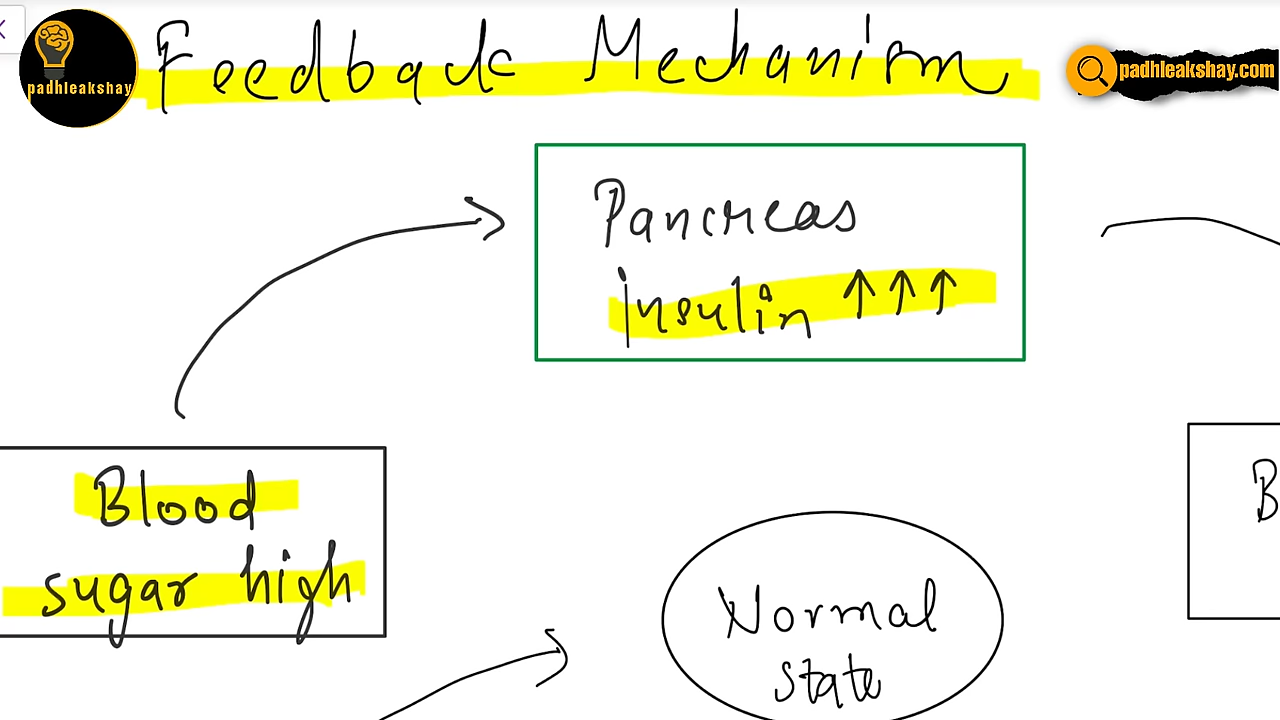 Feedback Mechanism
padhleakshay
padhleakshay.com
Pancreas
insulin ↑↑↑
Blood
sugar high
B
Normal
state